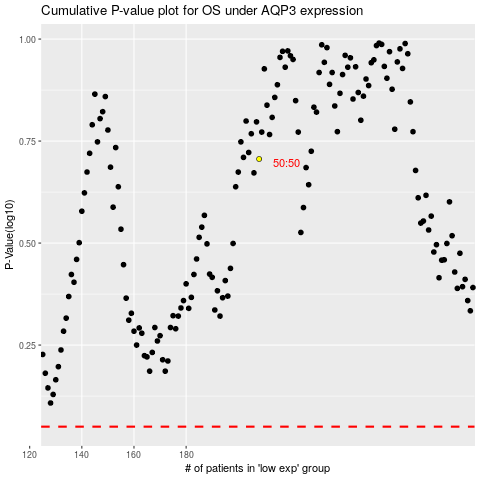 Cumulative P-value plot for OS under AQP3 expression
P-Value(log10)
1.00
0.75
0.50
0.25
50:50
120 140 160 180
# of patients in 'low exp' group